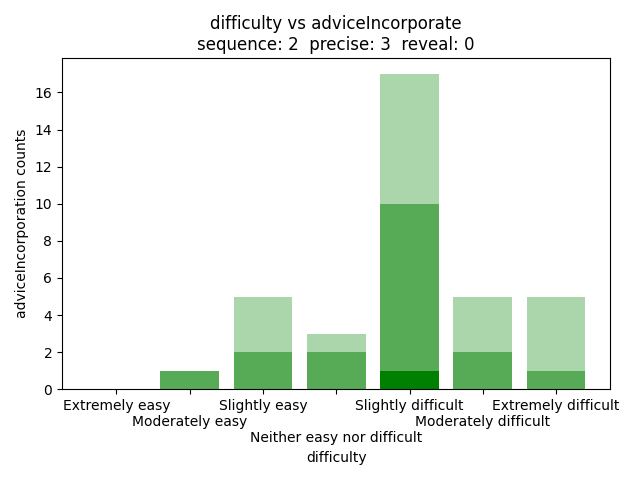 difficulty vs adviceIncorporate
sequence: 2  precise: 3  reveal: 0
adviceIncorporation counts
16
14
12
10
8
6
4
2
0
Extremely easy
Moderately easy
Slightly easy
Neither easy nor difficult
Slightly difficult
Moderately difficult
Extremely difficult
difficulty